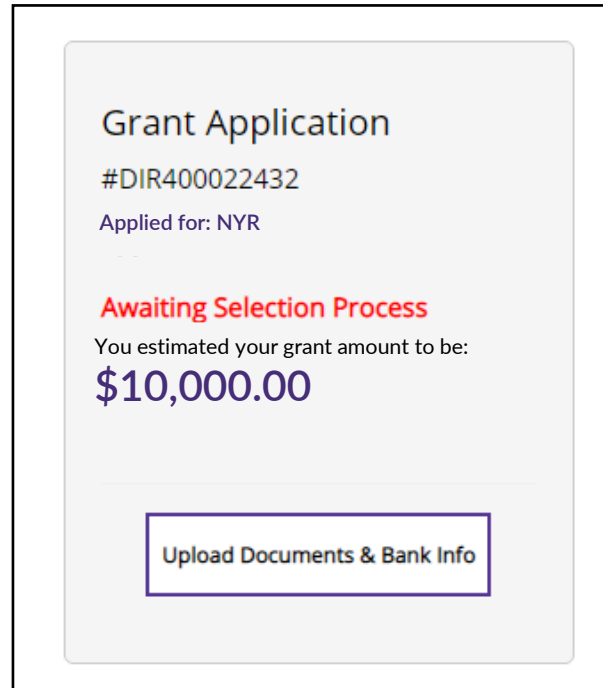 Grant Application
#DIR400022432
Applied for: NYR
Awaiting Selection Process
You estimated your grant amount to be:
$10,000.00
Upload Documents & Bank Info